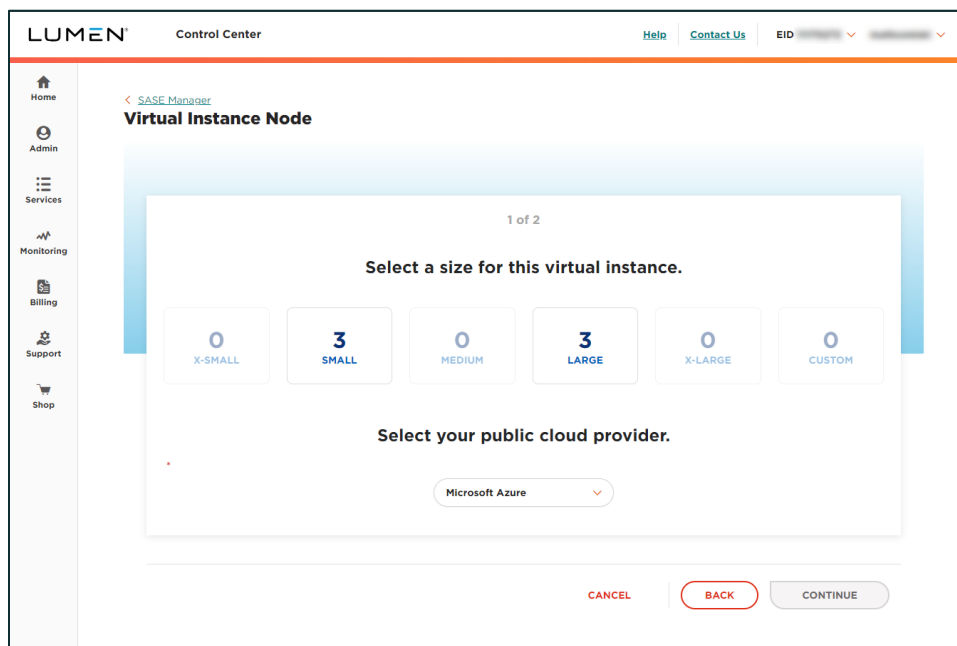 LUMEN®
Control Center
Help
Contact Us
EID
Home
Admin
Services
Monitoring
Billing
Support
Shop
SASE Manager
Virtual Instance Node
1 of 2
Select a size for this virtual instance.
0 3 0 3 0 0
X-SMALL SMALL MEDIUM LARGE X-LARGE CUSTOM
Select your public cloud provider.
Microsoft Azure
CANCEL BACK CONTINUE